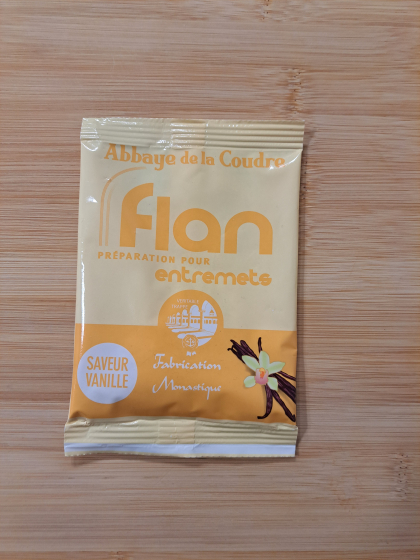 Abbaye de la Coudre
flan
PRÉPARATION POUR
entremets
Fabrication
Monastique
SAVEUR
VANILLE